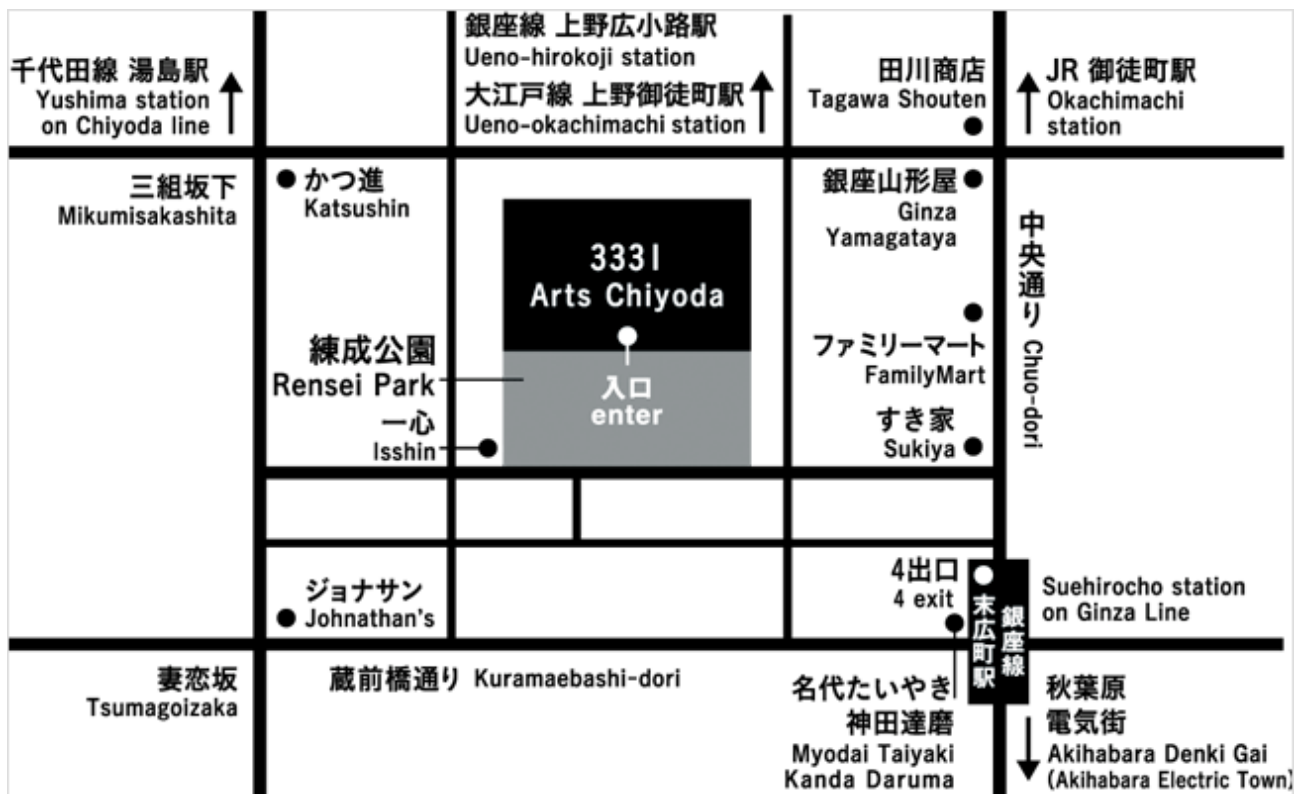 千代田線 湯島駅
Yushima station
on Chiyoda line
銀座線 上野広小路駅
Ueno-hirokoji station
大江戸線 上野御徒町駅
Ueno-okachimachi station
田川商店
Tagawa Shouten
JR 御徒町駅
Okachimachi
station
三組坂下
Mikumisakashita
かつ進
Katsushin
3331
Arts Chiyoda
銀座山形屋
Ginza
Yamagataya
中央通り Chuo-dori
練成公園
Rensei Park
入口
enter
ファミリーマート
FamilyMart
一心
Isshin
すき家
Sukiya
ジョナサン
Johnathan's
4出口
4 exit
末広町駅
銀座線
Suehirocho station
on Ginza Line
妻恋坂
Tsumagoizaka
蔵前橋通り Kuramaebashi-dori
名代たいやき
神田達磨
Myodai Taiyaki
Kanda Daruma
秋葉原
電気街
Akihabara Denki Gai
(Akihabara Electric Town)